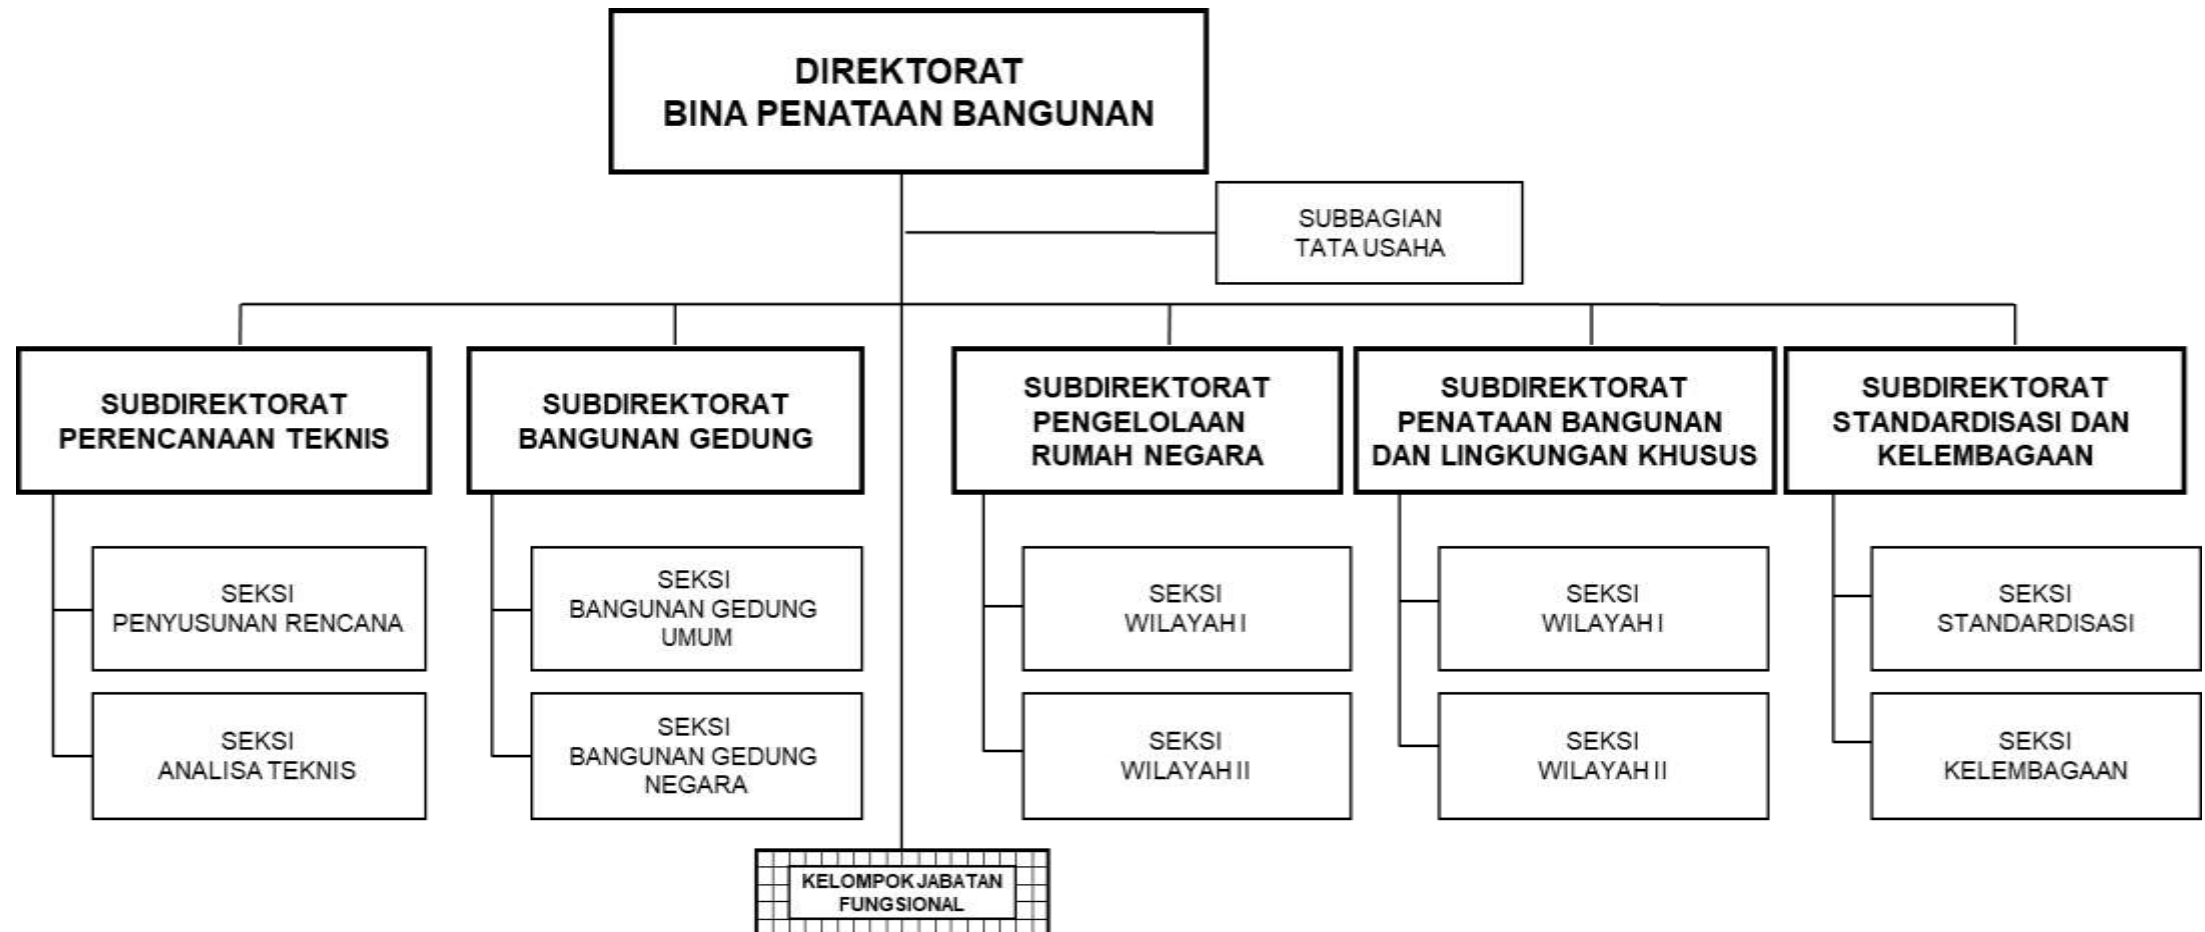 DIREKTORAT
BINA PENATAAN BANGUNAN
SUBBAGIAN
TATA USAHA
SUBDIREKTORAT
PERENCANAAN TEKNIS
SUBDIREKTORAT
BANGUNAN GEDUNG
SUBDIREKTORAT
PENGELOLAAN
RUMAH NEGARA
SUBDIREKTORAT
PENATAAN BANGUNAN
DAN LINGKUNGAN KHUSUS
SUBDIREKTORAT
STANDARDISASI DAN
KELEMBAGAAN
SEKSI
PENYUSUNAN RENCANA
SEKSI
BANGUNAN GEDUNG
UMUM
SEKSI
WILAYAH I
SEKSI
WILAYAH I
SEKSI
STANDARDISASI
SEKSI
ANALISA TEKNIS
SEKSI
BANGUNAN GEDUNG
NEGARA
SEKSI
WILAYAH II
SEKSI
WILAYAH II
SEKSI
KELEMBAGAAN
KELOMPOK JABATAN
FUNGSIONAL